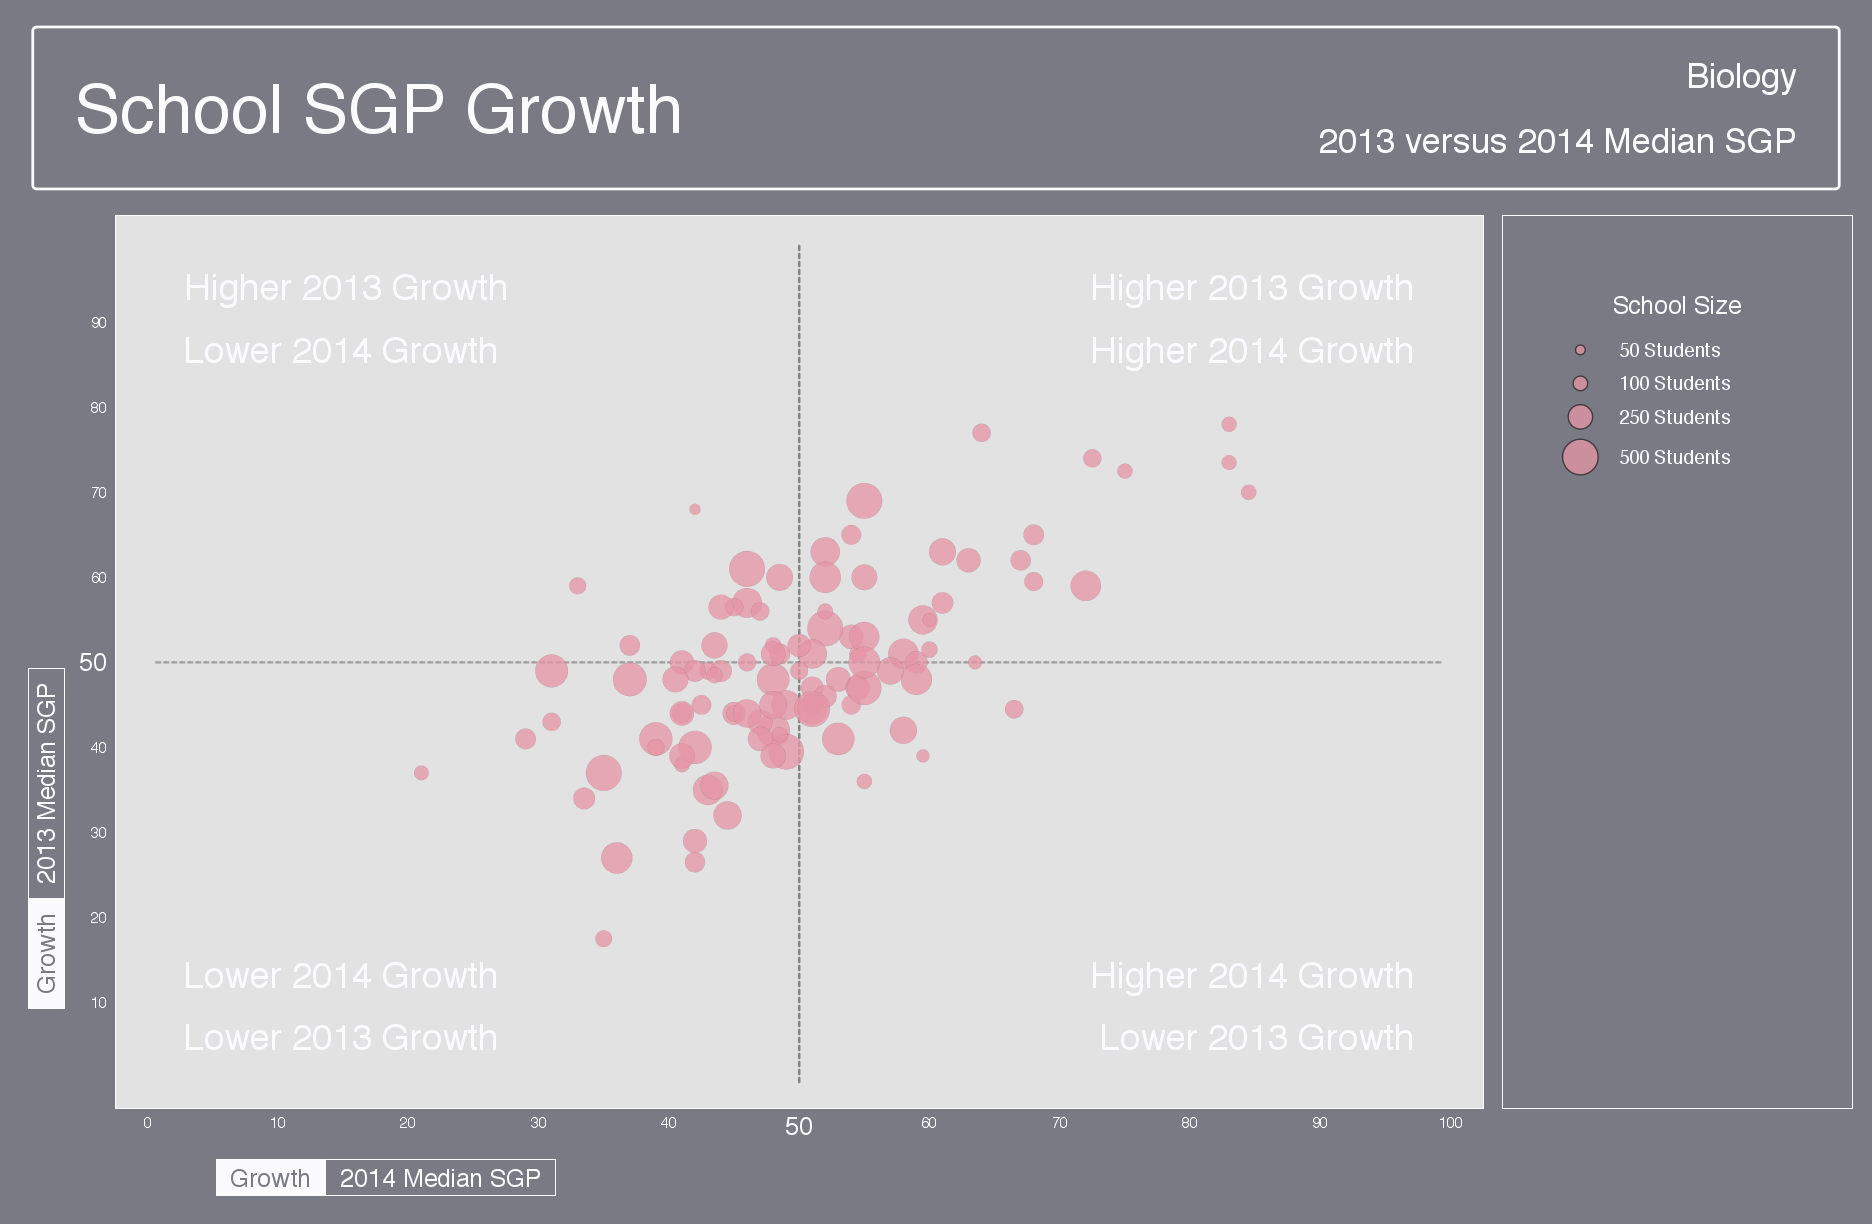 School SGP Growth
Biology
2013 versus 2014 Median SGP
Higher 2013 Growth
Lower 2014 Growth
Higher 2013 Growth
Higher 2014 Growth
Lower 2014 Growth
Lower 2013 Growth
Higher 2014 Growth
Lower 2013 Growth
90
80
70
60
50
40
30
20
10
Growth 2013 Median SGP
0 10 20 30 40 50 60 70 80 90 100
Growth 2014 Median SGP
School Size
50 Students
100 Students
250 Students
500 Students